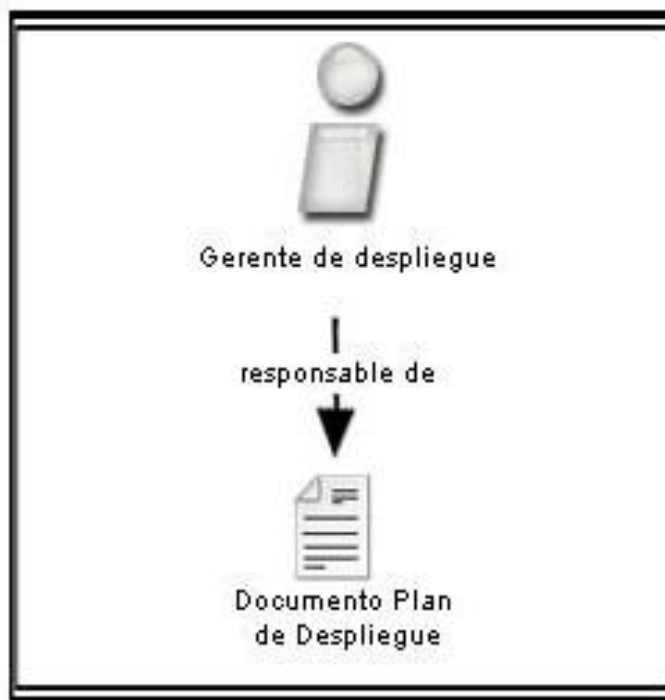 Gerente de despliegue
responsable de
Documento Plan
de Despliegue